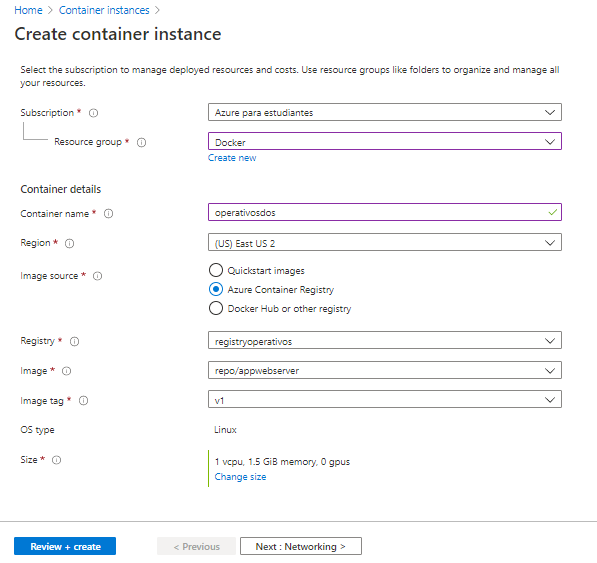 Home > Container instances >
Create container instance
Select the subscription to manage deployed resources and costs. Use resource groups like folders to organize and manage all
your resources.
Subscription * Azure para estudiantes
Resource group * Docker
Create new
Container details
Container name * operativosdos
Region * (US) East US 2
Image source * Quickstart images
Azure Container Registry
Docker Hub or other registry
Registry * registryoperativos
Image * repo/appwebserver
Image tag * v1
OS type Linux
Size * 1 vcpu, 1.5 GiB memory, 0 gpus
Change size
Review + create < Previous Next : Networking >